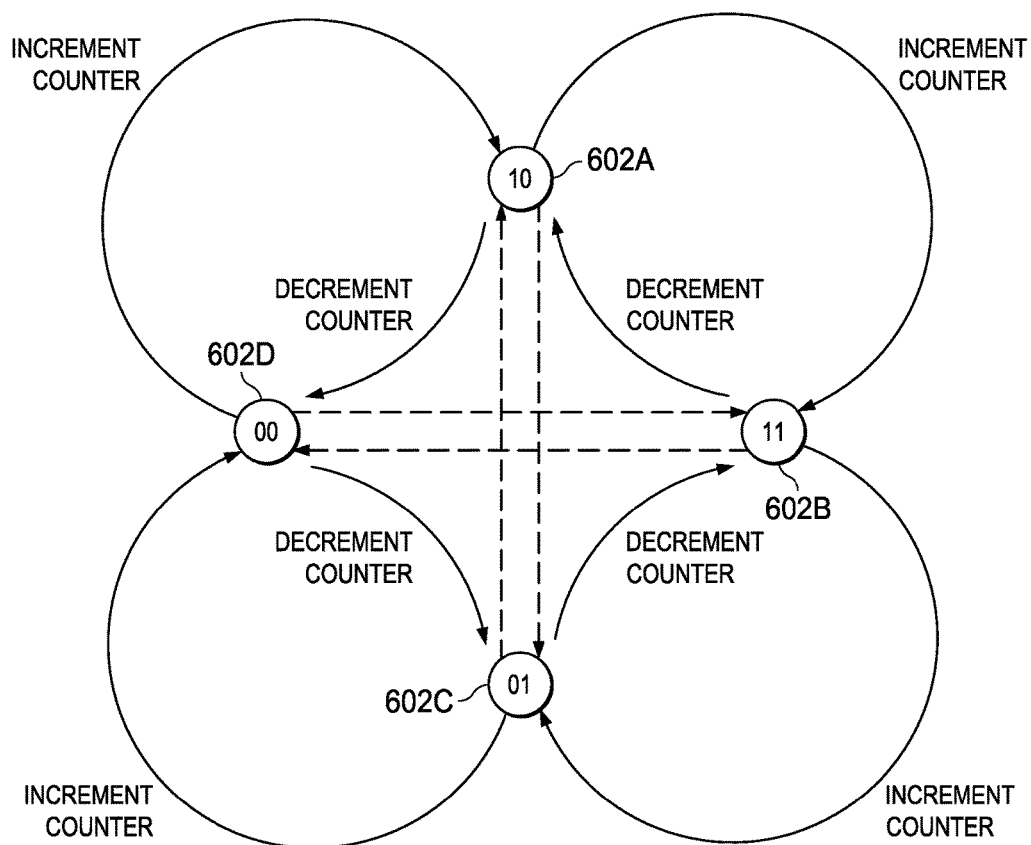 INCREMENT
COUNTER
INCREMENT
COUNTER
10
602A
DECREMENT
COUNTER
DECREMENT
COUNTER
602D
00
11
602B
DECREMENT
COUNTER
DECREMENT
COUNTER
01
602C
INCREMENT
COUNTER
INCREMENT
COUNTER